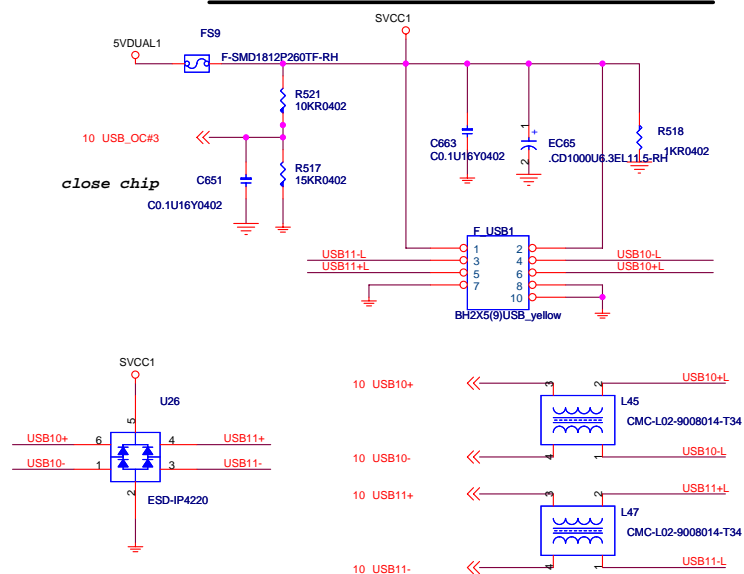 SVCC1
FS9
5VDUAL1
F-SMD1812P260TF-RH
R521
10KR0402
10 USB_OC#3
R517
15KR0402
C651
C0.1U16Y0402
close chip
C663
C0.1U16Y0402
1
+
2
EC65
.CD1000U6.3EL11.5-RH
R518
1KR0402
F_USB1
1 2
USB11-L 3 4 USB10-L
USB11+L 5 6 USB10+L
7 8
10
BH2X5(9)USB_yellow
SVCC1
U26
5
USB10+ 6 4 USB11+
USB10- 1 3 USB11-
2
ESD-IP4220
10 USB10+ 3 2 USB10+L
L45
CMC-L02-9008014-T34
10 USB10- 4 1 USB10-L
10 USB11+ 3 2 USB11+L
L47
CMC-L02-9008014-T34
10 USB11- 4 1 USB11-L